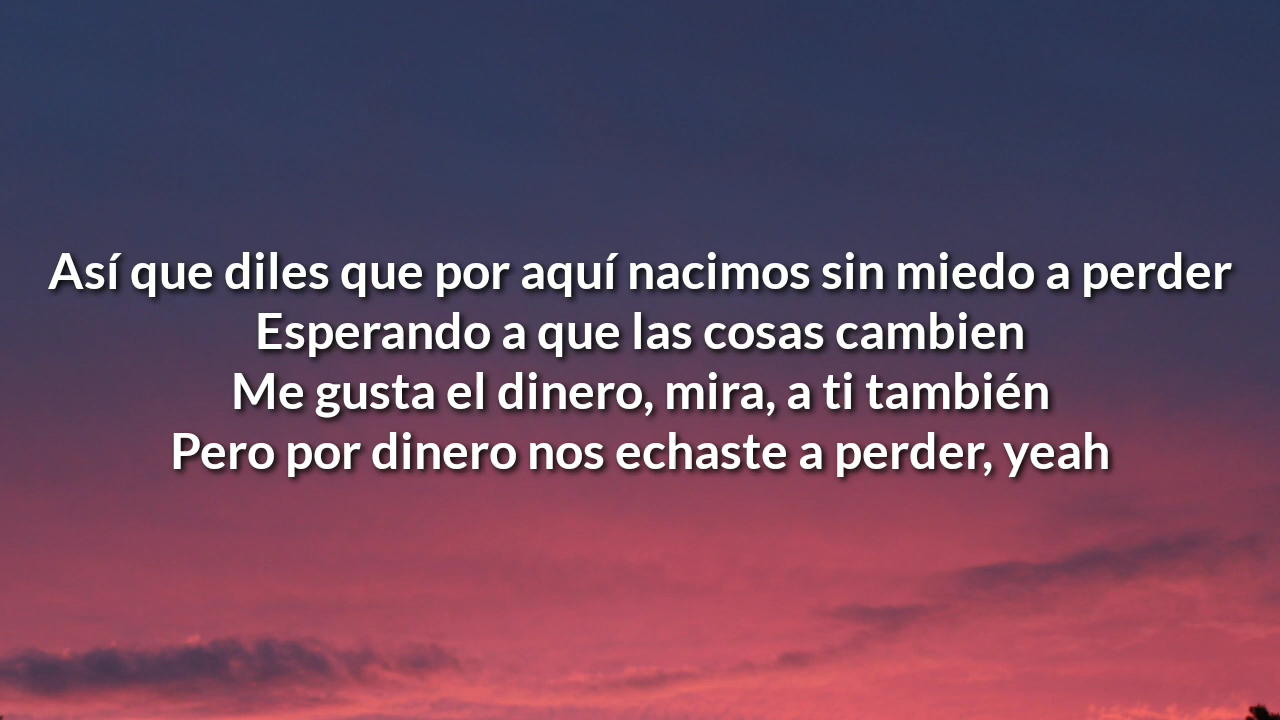 Así que diles que por aquí nacimos sin miedo a perder
Esperando a que las cosas cambien
Me gusta el dinero, mira, a ti también
Pero por dinero nos echaste a perder, yeah